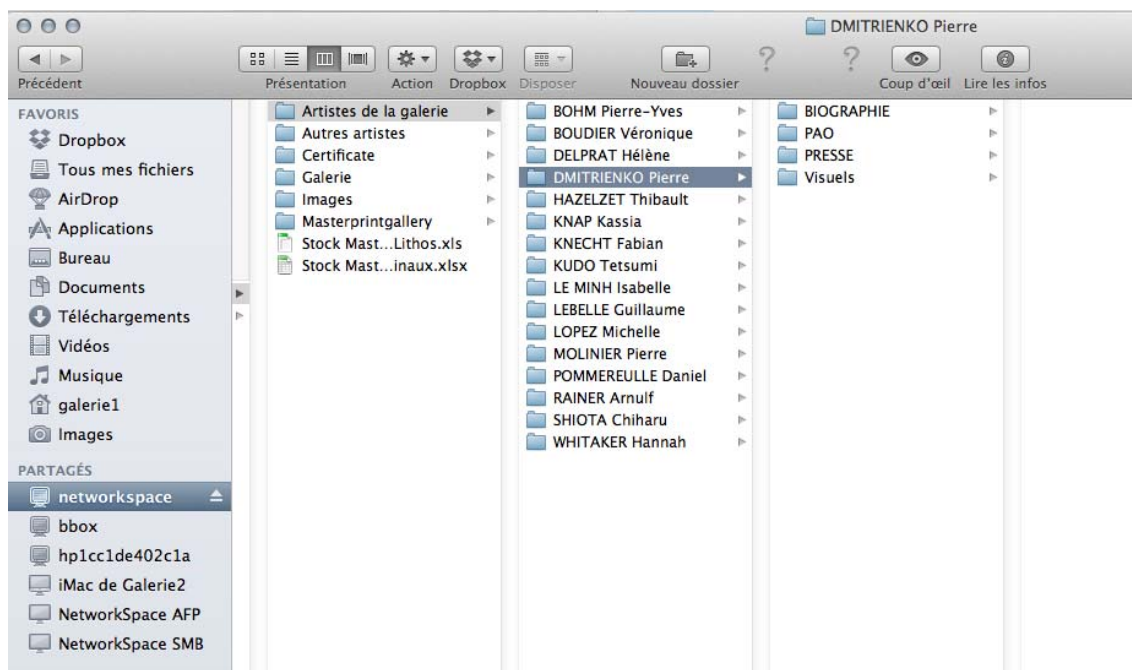 DMITRIENKO Pierre
Précédent
Présentation
Action
Dropbox
Disposer
Nouveau dossier
?
?
Coup d'œil
Lire les infos
FAVORIS
Dropbox
Tous mes fichiers
AirDrop
Applications
Bureau
Documents
Téléchargements
Vidéos
Musique
galerie1
Images
PARTAGÉS
networkspace
bbox
hp1cc1de402c1a
iMac de Galerie2
NetworkSpace AFP
NetworkSpace SMB
Artistes de la galerie
Autres artistes
Certificate
Galerie
Images
Masterprintgallery
Stock Mast...Lithos.xls
Stock Mast...inaux.xlsx
BOHM Pierre-Yves
BOUDIER Véronique
DELPRAT Hélène
DMITRIENKO Pierre
HAZELZET Thibault
KNAP Kassia
KNECHT Fabian
KUDO Tetsumi
LE MINH Isabelle
LEBELLE Guillaume
LOPEZ Michelle
MOLINIER Pierre
POMMEREULLE Daniel
RAINER Arnulf
SHIOTA Chiharu
WHITAKER Hannah
BIOGRAPHIE
PAO
PRESSE
Visuels